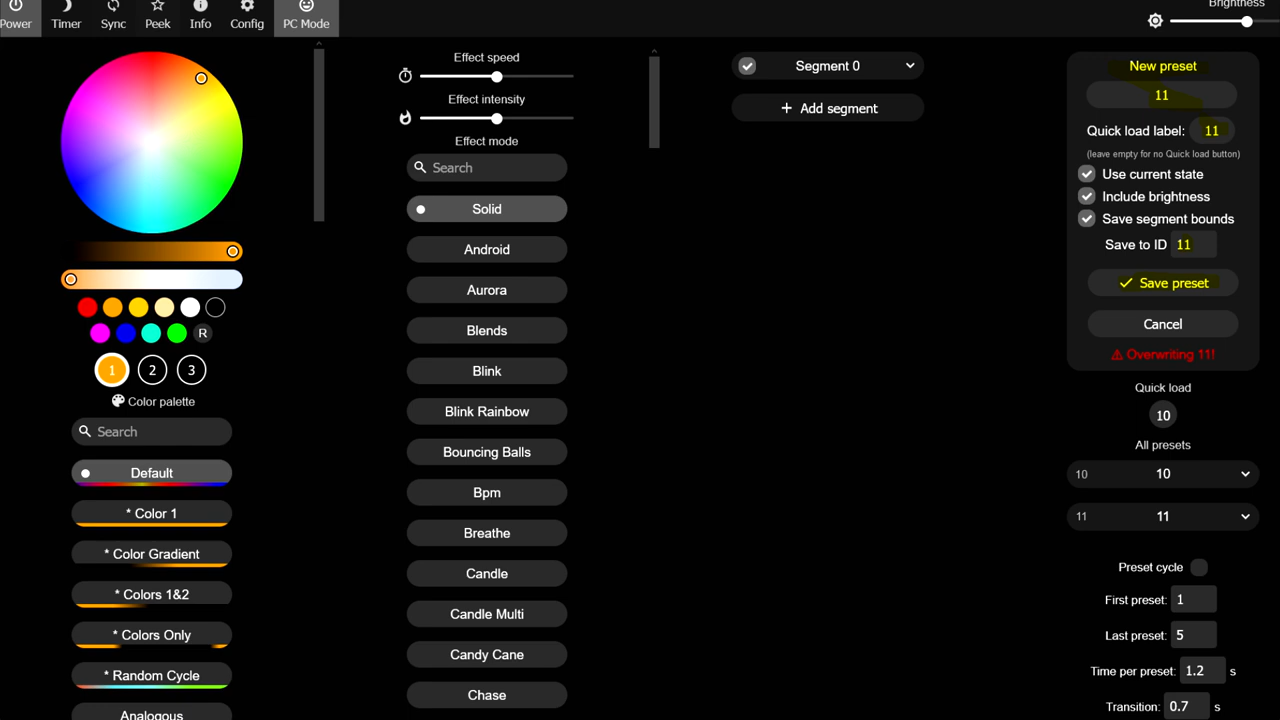 Power
Timer
Sync
Peek
Info
Config
PC Mode
Brightness
R
1
2
3
Color palette
Search
Default
* Color 1
* Color Gradient
* Colors 1&2
* Colors Only
* Random Cycle
Analogous
Effect speed
Effect intensity
Effect mode
Search
Solid
Android
Aurora
Blends
Blink
Blink Rainbow
Bouncing Balls
Bpm
Breathe
Candle
Candle Multi
Candy Cane
Chase
Segment 0
+ Add segment
New preset
11
Quick load label: 11
(leave empty for no Quick load button)
Use current state
Include brightness
Save segment bounds
Save to ID 11
Save preset
Cancel
⚠ Overwriting 11!
Quick load
10
All presets
10 10
11 11
Preset cycle
First preset: 1
Last preset: 5
Time per preset: 1.2 s
Transition: 0.7 s